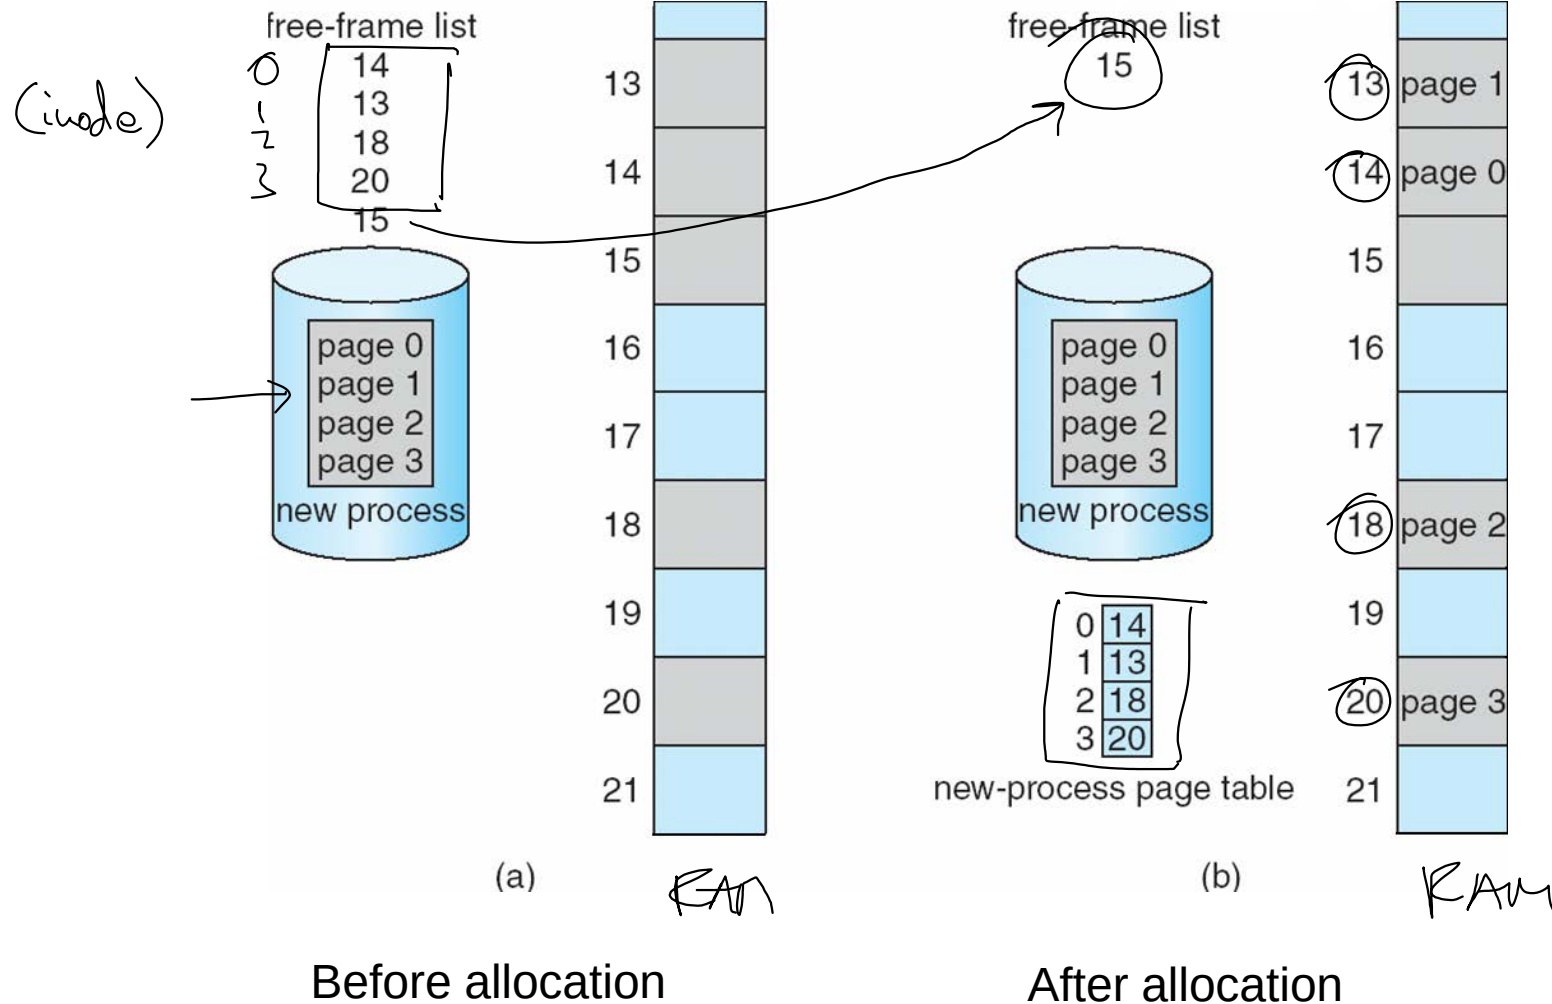 free-frame list
0 14
1 13
2 18
3 20
15
(inode)
page 0
page 1
page 2
page 3
new process
13
14
15
16
17
18
19
20
21
(a)
RAM
Before allocation
free-frame list
15
page 0
page 1
page 2
page 3
new process
0 14
1 13
2 18
3 20
new-process page table
13 page 1
14 page 0
15
16
17
18 page 2
19
20 page 3
21
(b)
RAM
After allocation